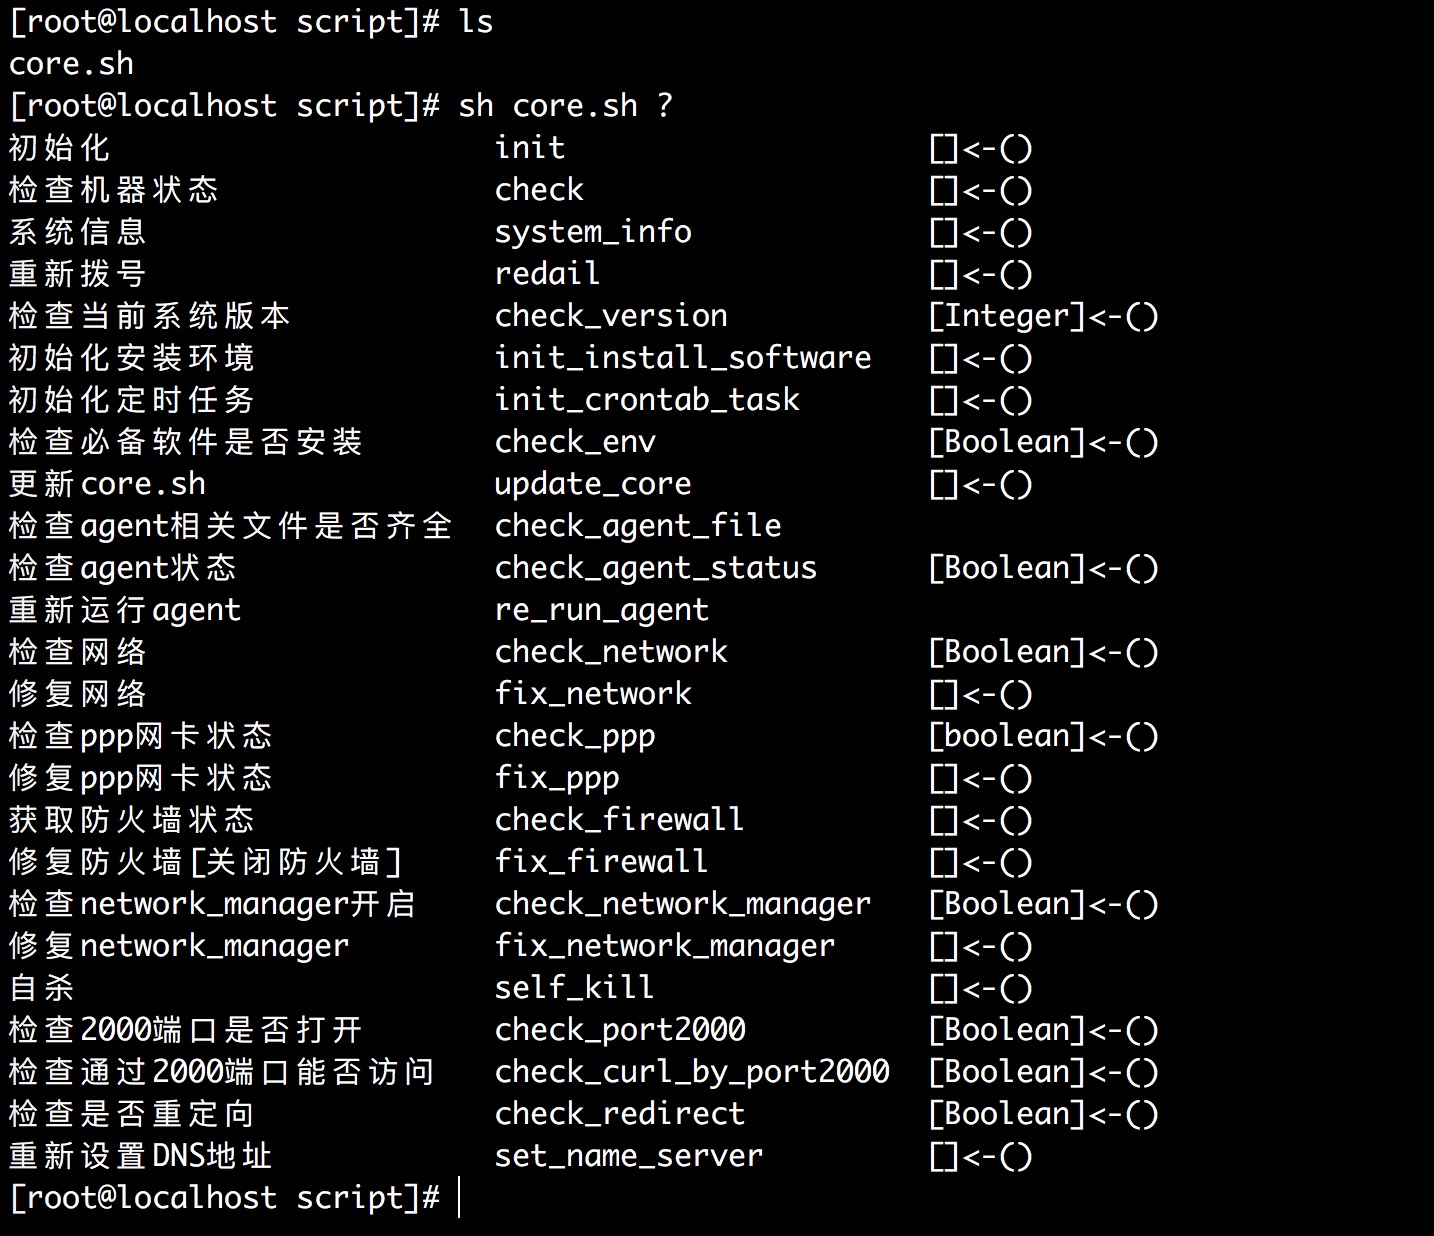 [root@localhost script]# ls
core.sh
[root@localhost script]# sh core.sh ?
初始化 init []<-()
检查机器状态 check []<-()
系统信息 system_info []<-()
重新拨号 redail []<-()
检查当前系统版本 check_version [Integer]<-()
初始化安装环境 init_install_software []<-()
初始化定时任务 init_crontab_task []<-()
检查必备软件是否安装 check_env [Boolean]<-()
更新core.sh update_core []<-()
检查agent相关文件是否齐全 check_agent_file
检查agent状态 check_agent_status [Boolean]<-()
重新运行agent re_run_agent
检查网络 check_network [Boolean]<-()
修复网络 fix_network []<-()
检查ppp网卡状态 check_ppp [boolean]<-()
修复ppp网卡状态 fix_ppp []<-()
获取防火墙状态 check_firewall []<-()
修复防火墙[关闭防火墙] fix_firewall []<-()
检查network_manager开启 check_network_manager [Boolean]<-()
修复network_manager fix_network_manager []<-()
自杀 self_kill []<-()
检查2000端口是否打开 check_port2000 [Boolean]<-()
检查通过2000端口能否访问 check_curl_by_port2000 [Boolean]<-()
检查是否重定向 check_redirect [Boolean]<-()
重新设置DNS地址 set_name_server []<-()
[root@localhost script]#